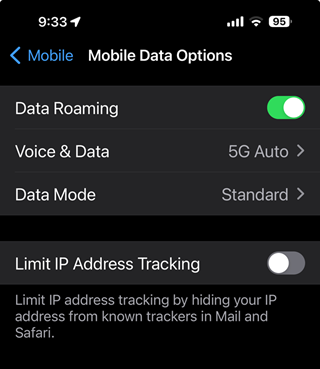 9:33 95
Mobile Mobile Data Options
Data Roaming
Voice & Data 5G Auto
Data Mode Standard
Limit IP Address Tracking
Limit IP address tracking by hiding your IP
address from known trackers in Mail and
Safari.